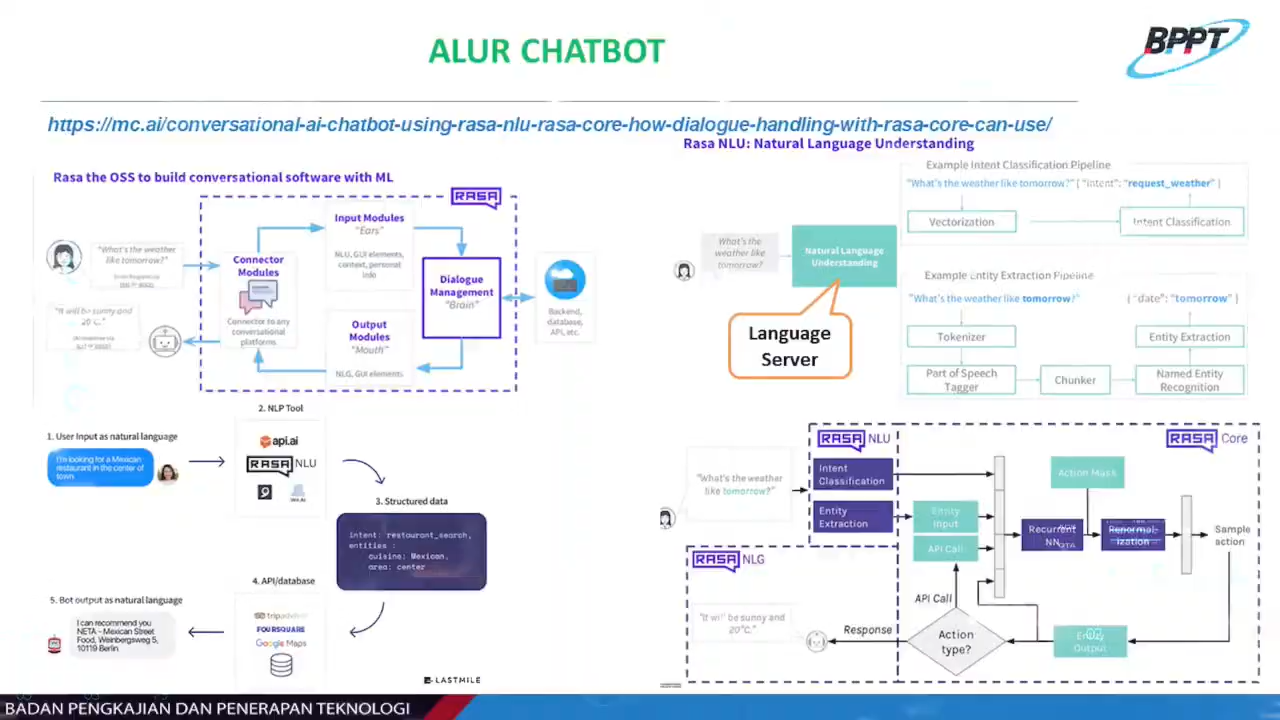 ALUR CHATBOT
BPPT
https://mc.ai/conversational-ai-chatbot-using-rasa-nlu-rasa-core-how-dialogue-handling-with-rasa-core-can-use/
Rasa the OSS to build conversational software with ML
RASA
"What's the weather
like tomorrow?"
"It will be sunny and
20°C."
Connector
Modules
Connector to any
conversational
platforms
Input Modules
"Ears"
NLU, GUI elements,
context, personal
info
Dialogue
Management
"Brain"
Output
Modules
"Mouth"
NLG, GUI elements
Backend,
database,
API, etc.
Rasa NLU: Natural Language Understanding
What's the
weather like
tomorrow?
Natural Language
Understanding
Language
Server
Example Intent Classification Pipeline
"What's the weather like tomorrow?" { "intent": "request_weather" }
Vectorization
Intent Classification
Example Entity Extraction Pipeline
"What's the weather like tomorrow?"
{ "date": "tomorrow" }
Tokenizer
Entity Extraction
Part of Speech
Tagger
Chunker
Named Entity
Recognition
1. User Input as natural language
I'm looking for a Mexican
restaurant in the center of
town
2. NLP Tool
api.ai
RASA NLU
3. Structured data
intent: restaurant_search,
entities :
cuisine: Mexican,
area: center
4. API/database
tripadvisor
FOURSQUARE
Google Maps
5. Bot output as natural language
I can recommend you
NETA - Mexican Street
Food, Weinbergsweg 5,
10119 Berlin
LASTMILE
"What's the weather
like tomorrow?"
RASA NLU
Intent
Classification
Entity
Extraction
RASA Core
Entity
Input
API Call
Action Mask
Recurrent
NN
Renormal-
ization
Sample
action
Entity
Output
Action
type?
API Call
Response
RASA NLG
"It will be sunny and
20°C."
BADAN PENGKAJIAN DAN PENERAPAN TEKNOLOGI